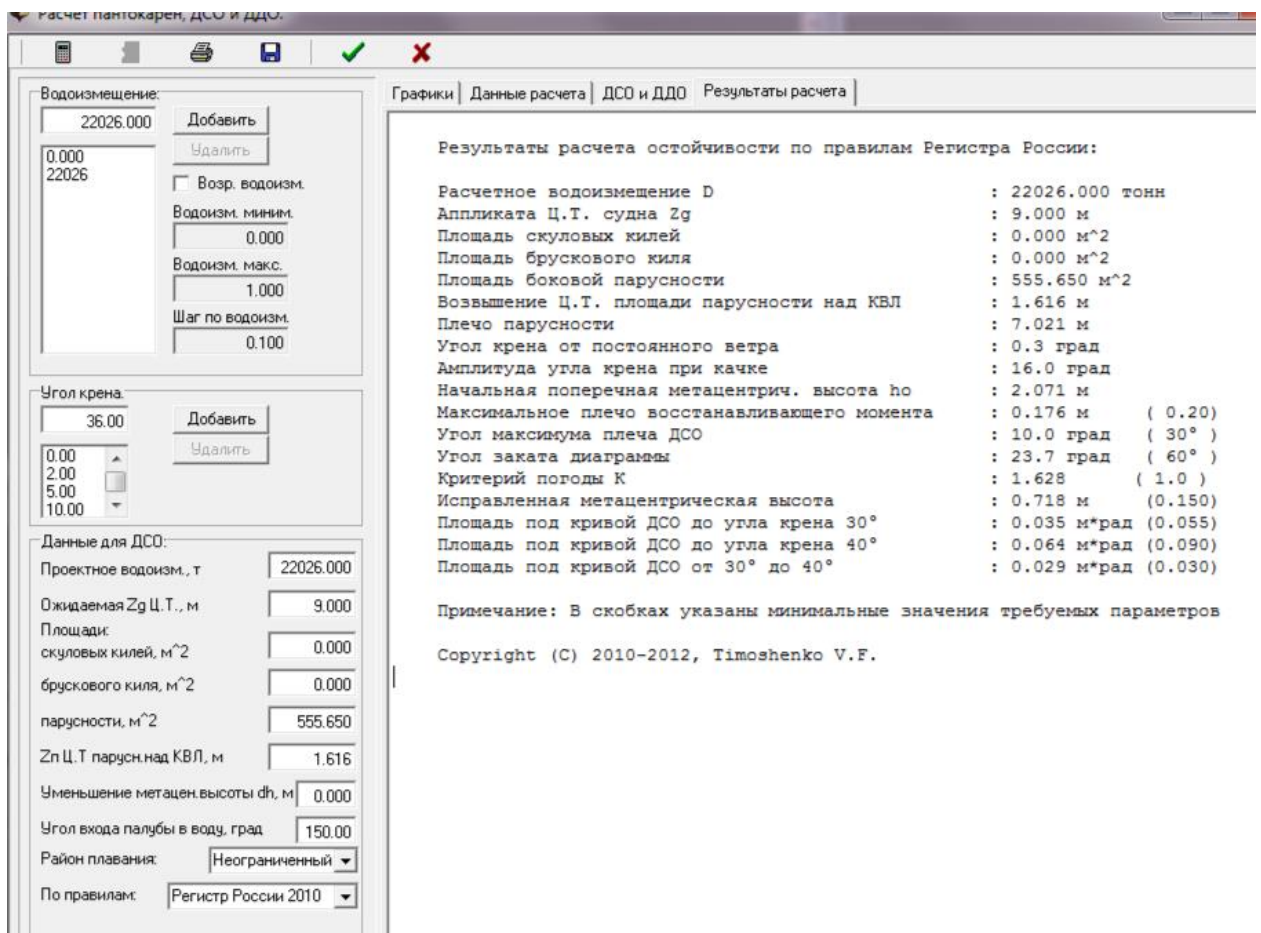 Расчет пантокарен, ДСО и ДДО.
Водоизмещение:
22026.000
Добавить
Удалить
0.000
22026
Возр. водоизм.
Водоизм. миним.
0.000
Водоизм. макс.
1.000
Шаг по водоизм.
0.100
Угол крена.
36.00
Добавить
Удалить
0.00
2.00
5.00
10.00
Данные для ДСО:
Проектное водоизм., т 22026.000
Ожидаемая Zg Ц.Т., м 9.000
Площади:
скуловых килей, м^2 0.000
брускового киля, м^2 0.000
парусности, м^2 555.650
Zп Ц.Т парусн.над КВЛ, м 1.616
Уменьшение метацен.высоты dh, м 0.000
Угол входа палубы в воду, град 150.00
Район плавания: Неограниченный
По правилам: Регистр России 2010
Графики Данные расчета ДСО и ДДО Результаты расчета
Результаты расчета остойчивости по правилам Регистра России:
Расчетное водоизмещение D : 22026.000 тонн
Аппликата Ц.Т. судна Zg : 9.000 м
Площадь скуловых килей : 0.000 м^2
Площадь брускового киля : 0.000 м^2
Площадь боковой парусности : 555.650 м^2
Возвышение Ц.Т. площади парусности над КВЛ : 1.616 м
Плечо парусности : 7.021 м
Угол крена от постоянного ветра : 0.3 град
Амплитуда угла крена при качке : 16.0 град
Начальная поперечная метацентрич. высота ho : 2.071 м
Максимальное плечо восстанавливающего момента : 0.176 м ( 0.20)
Угол максимума плеча ДСО : 10.0 град ( 30° )
Угол заката диаграммы : 23.7 град ( 60° )
Критерий погоды К : 1.628 ( 1.0 )
Исправленная метацентрическая высота : 0.718 м (0.150)
Площадь под кривой ДСО до угла крена 30° : 0.035 м*рад (0.055)
Площадь под кривой ДСО до угла крена 40° : 0.064 м*рад (0.090)
Площадь под кривой ДСО от 30° до 40° : 0.029 м*рад (0.030)
Примечание: В скобках указаны минимальные значения требуемых параметров
Copyright (C) 2010-2012, Timoshenko V.F.